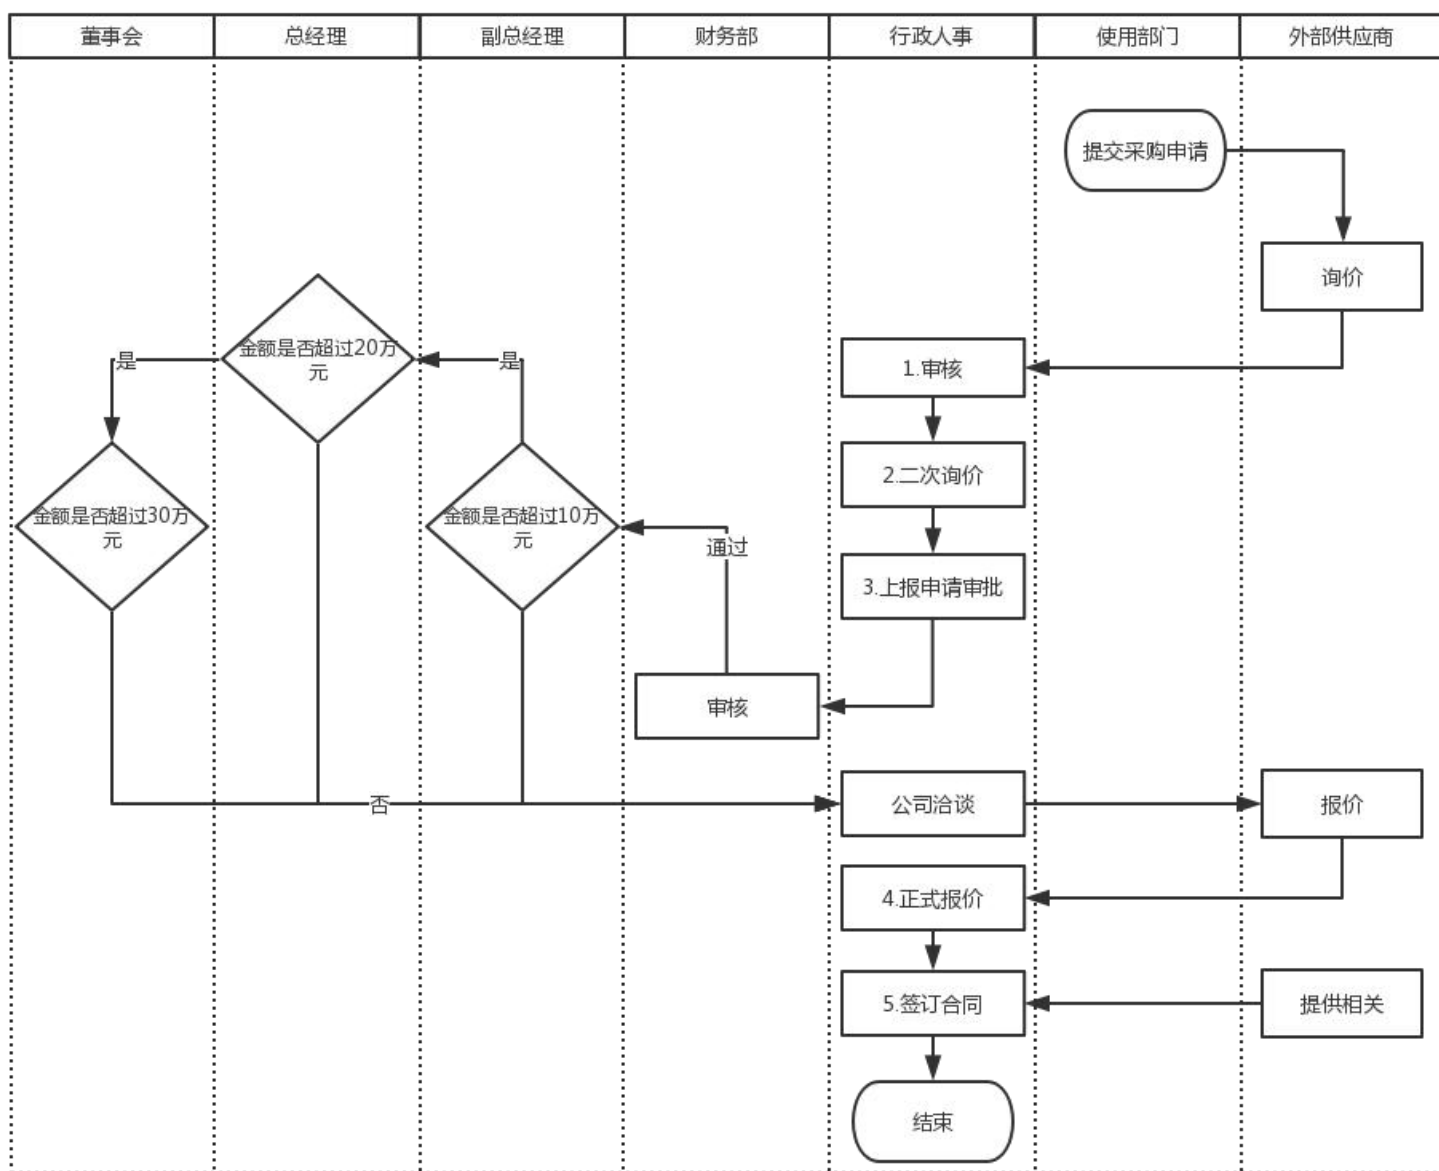 董事会
总经理
副总经理
财务部
行政人事
使用部门
外部供应商
提交采购申请
询价
金额是否超过20万
元
是
是
1.审核
2.二次询价
金额是否超过30万
元
金额是否超过10万
元
通过
3.上报申请审批
审核
否
公司洽谈
报价
4.正式报价
5.签订合同
提供相关
结束